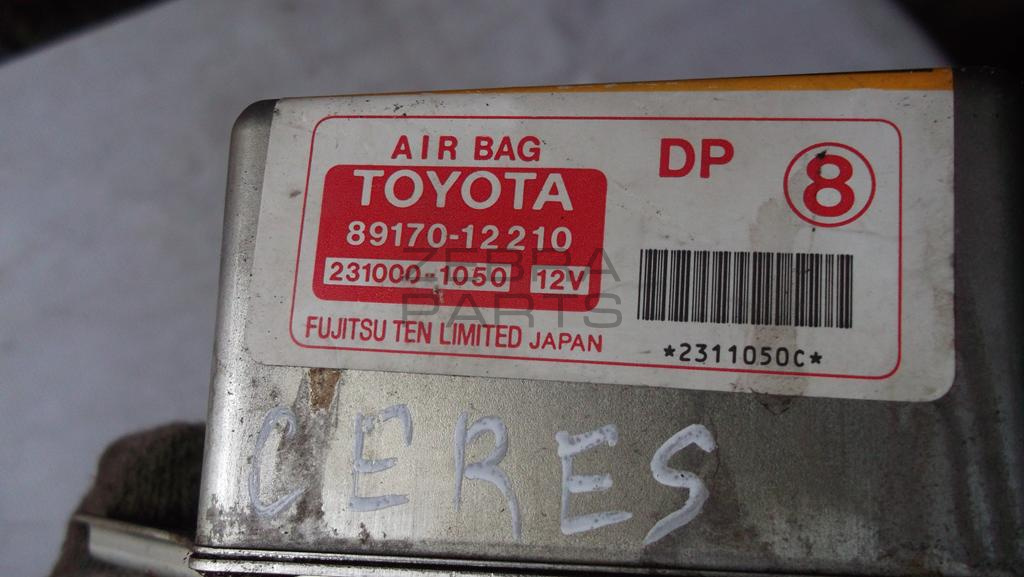 AIR BAG
DP
8
TOYOTA
89170-12210
231000-1050 12V
ZEBRA
PARTS
FUJITSU TEN LIMITED JAPAN
*2311050C*
CERES